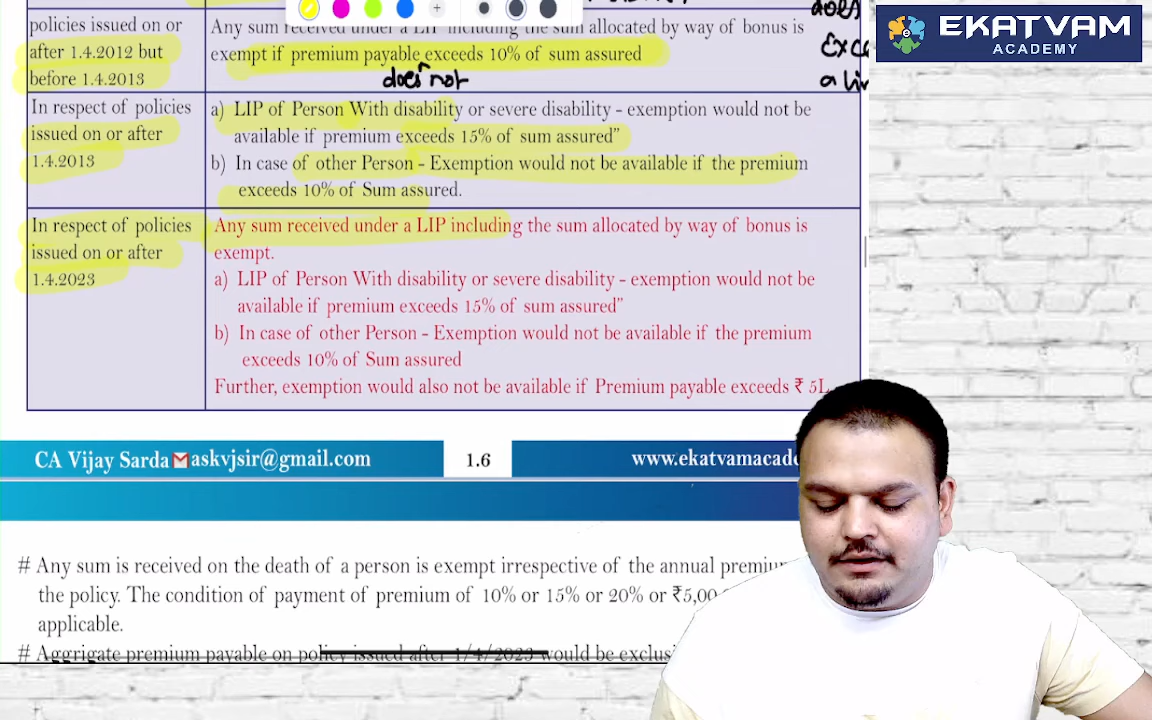 EKATVAM
ACADEMY
does
policies issued on or
after 1.4.2012 but
before 1.4.2013
Any sum received under a LIP including the sum allocated by way of bonus is
exempt if premium payable exceeds 10% of sum assured
does not
Exce
a li
In respect of policies
issued on or after
1.4.2013
a) LIP of Person With disability or severe disability - exemption would not be
available if premium exceeds 15% of sum assured”
b) In case of other Person - Exemption would not be available if the premium
exceeds 10% of Sum assured.
In respect of policies
issued on or after
1.4.2023
Any sum received under a LIP including the sum allocated by way of bonus is
exempt.
a) LIP of Person With disability or severe disability - exemption would not be
available if premium exceeds 15% of sum assured”
b) In case of other Person - Exemption would not be available if the premium
exceeds 10% of Sum assured
Further, exemption would also not be available if Premium payable exceeds ₹ 5L
CA Vijay Sarda askvjsir@gmail.com
1.6
www.ekatvamacad
# Any sum is received on the death of a person is exempt irrespective of the annual premium
the policy. The condition of payment of premium of 10% or 15% or 20% or ₹5,00
applicable.
# Aggrigate premium payable on policy issued after 1/4/2023 would be exclusi